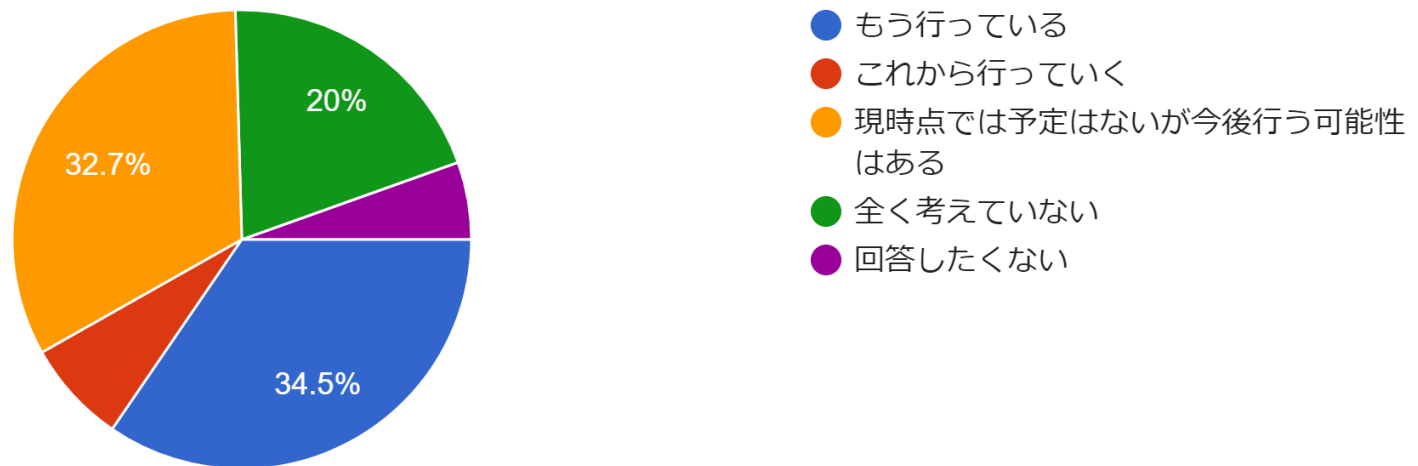 20%
32.7%
34.5%
もう行っている
これから行っていく
現時点では予定はないが今後行う可能性
はある
全く考えていない
回答したくない